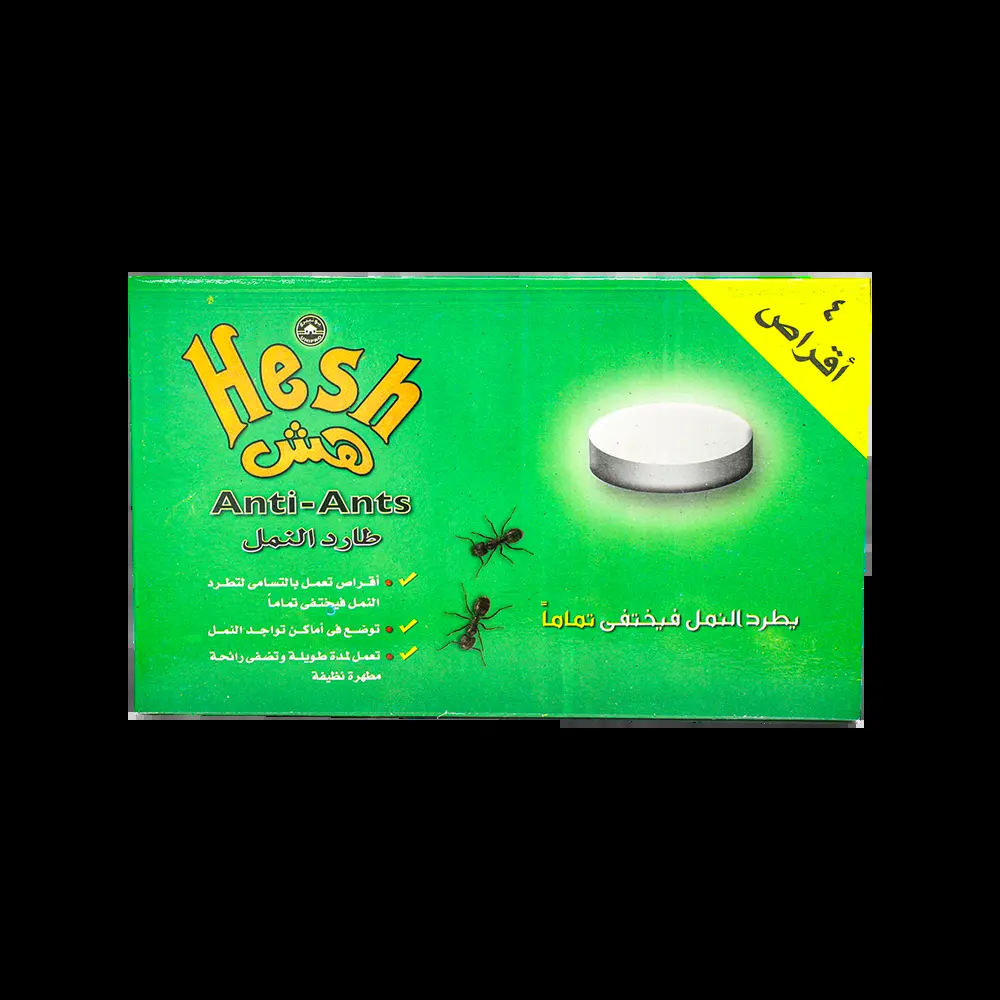 Hesh
هش
Anti-Ants
طارد النمل
أقراص تعمل بالتسامى لتطرد
النمل فيختفى تماماً
توضع فى أماكن تواجد النمل
تعمل لمدة طويلة وتضفى رائحة
مطهرة نظيفة
٤
أقراص
يطرد النمل فيختفى تماماً